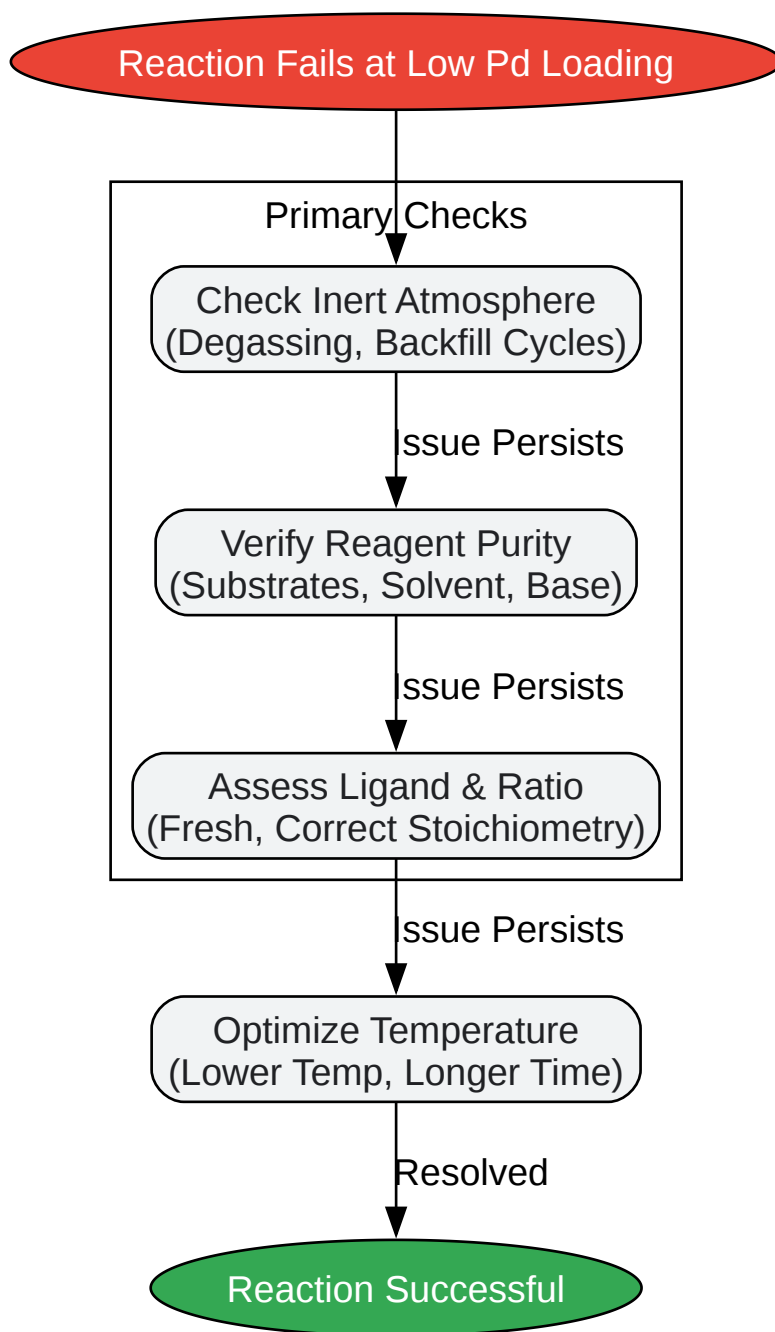 Reaction Fails at Low Pd Loading
Primary Checks
Check Inert Atmosphere
(Degassing, Backfill Cycles)
Issue Persists
Verify Reagent Purity
(Substrates, Solvent, Base)
Issue Persists
Assess Ligand & Ratio
(Fresh, Correct Stoichiometry)
Issue Persists
Optimize Temperature
(Lower Temp, Longer Time)
Resolved
Reaction Successful